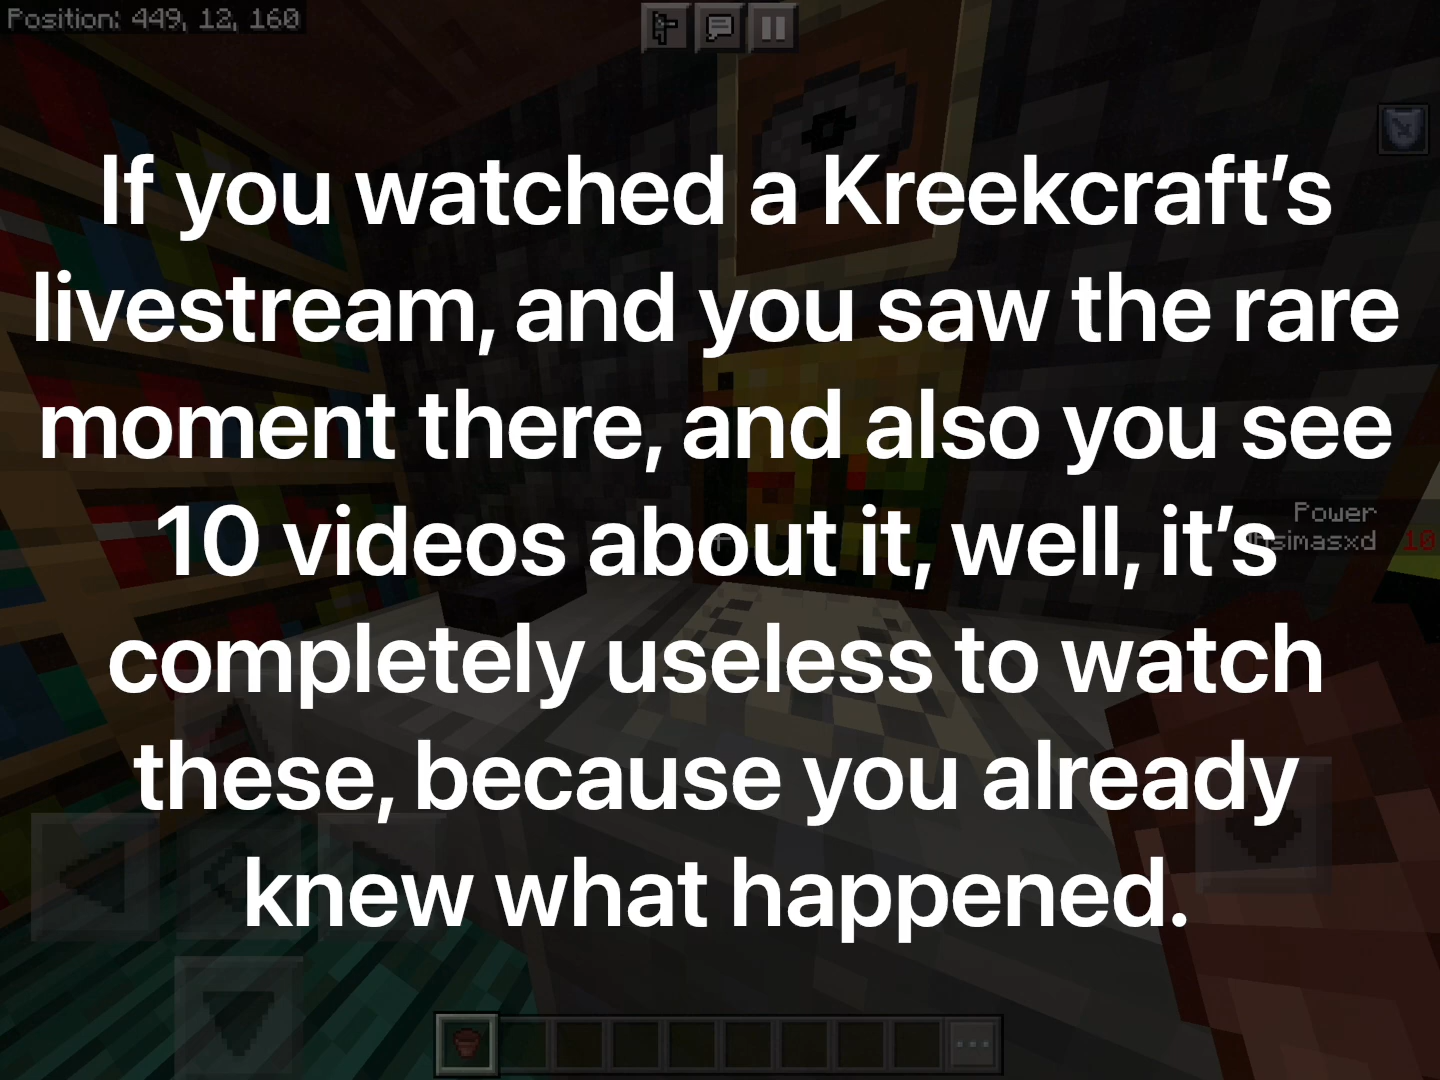 Position: 449, 12, 160
If you watched a Kreekcraft’s
livestream, and you saw the rare
moment there, and also you see
10 videos about it, well, it’s
Power
simasxd 10
completely useless to watch
these, because you already
knew what happened.